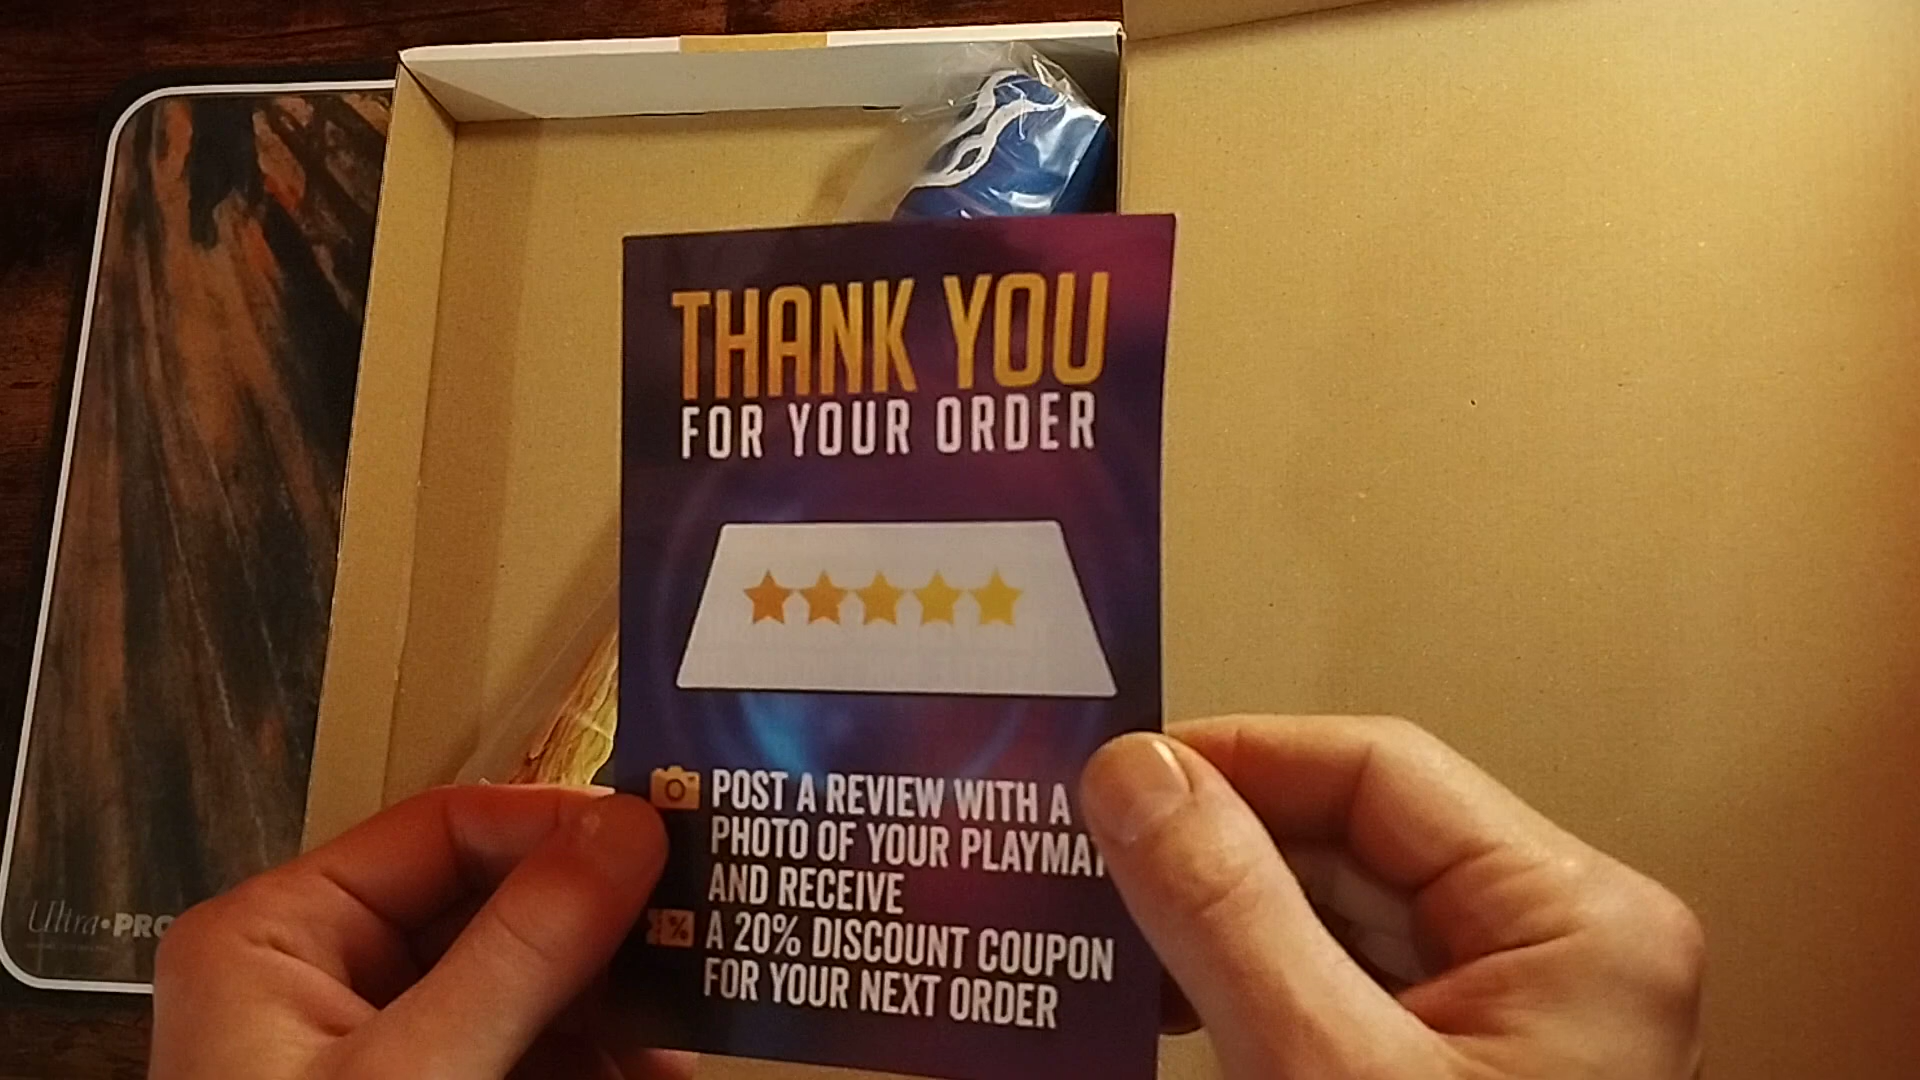 THANK YOU
FOR YOUR ORDER
POST A REVIEW WITH A
PHOTO OF YOUR PLAYMAT
AND RECEIVE
% A 20% DISCOUNT COUPON
FOR YOUR NEXT ORDER
Ultra•PRO